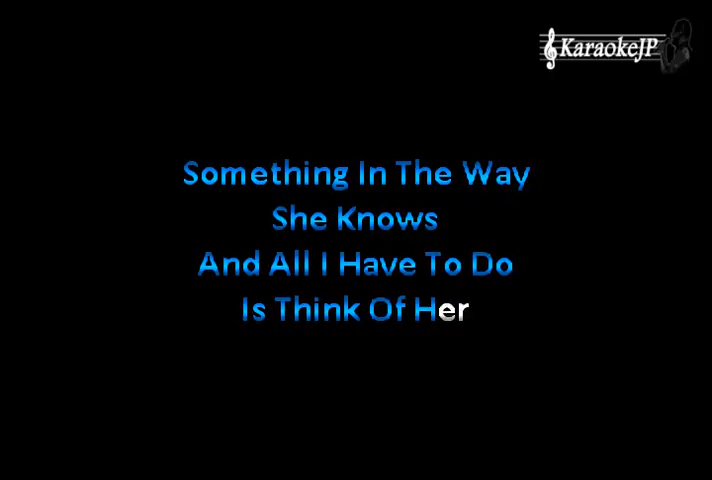 KaraokeJP
Something In The Way
She Knows
And All I Have To Do
Is Think Of Her